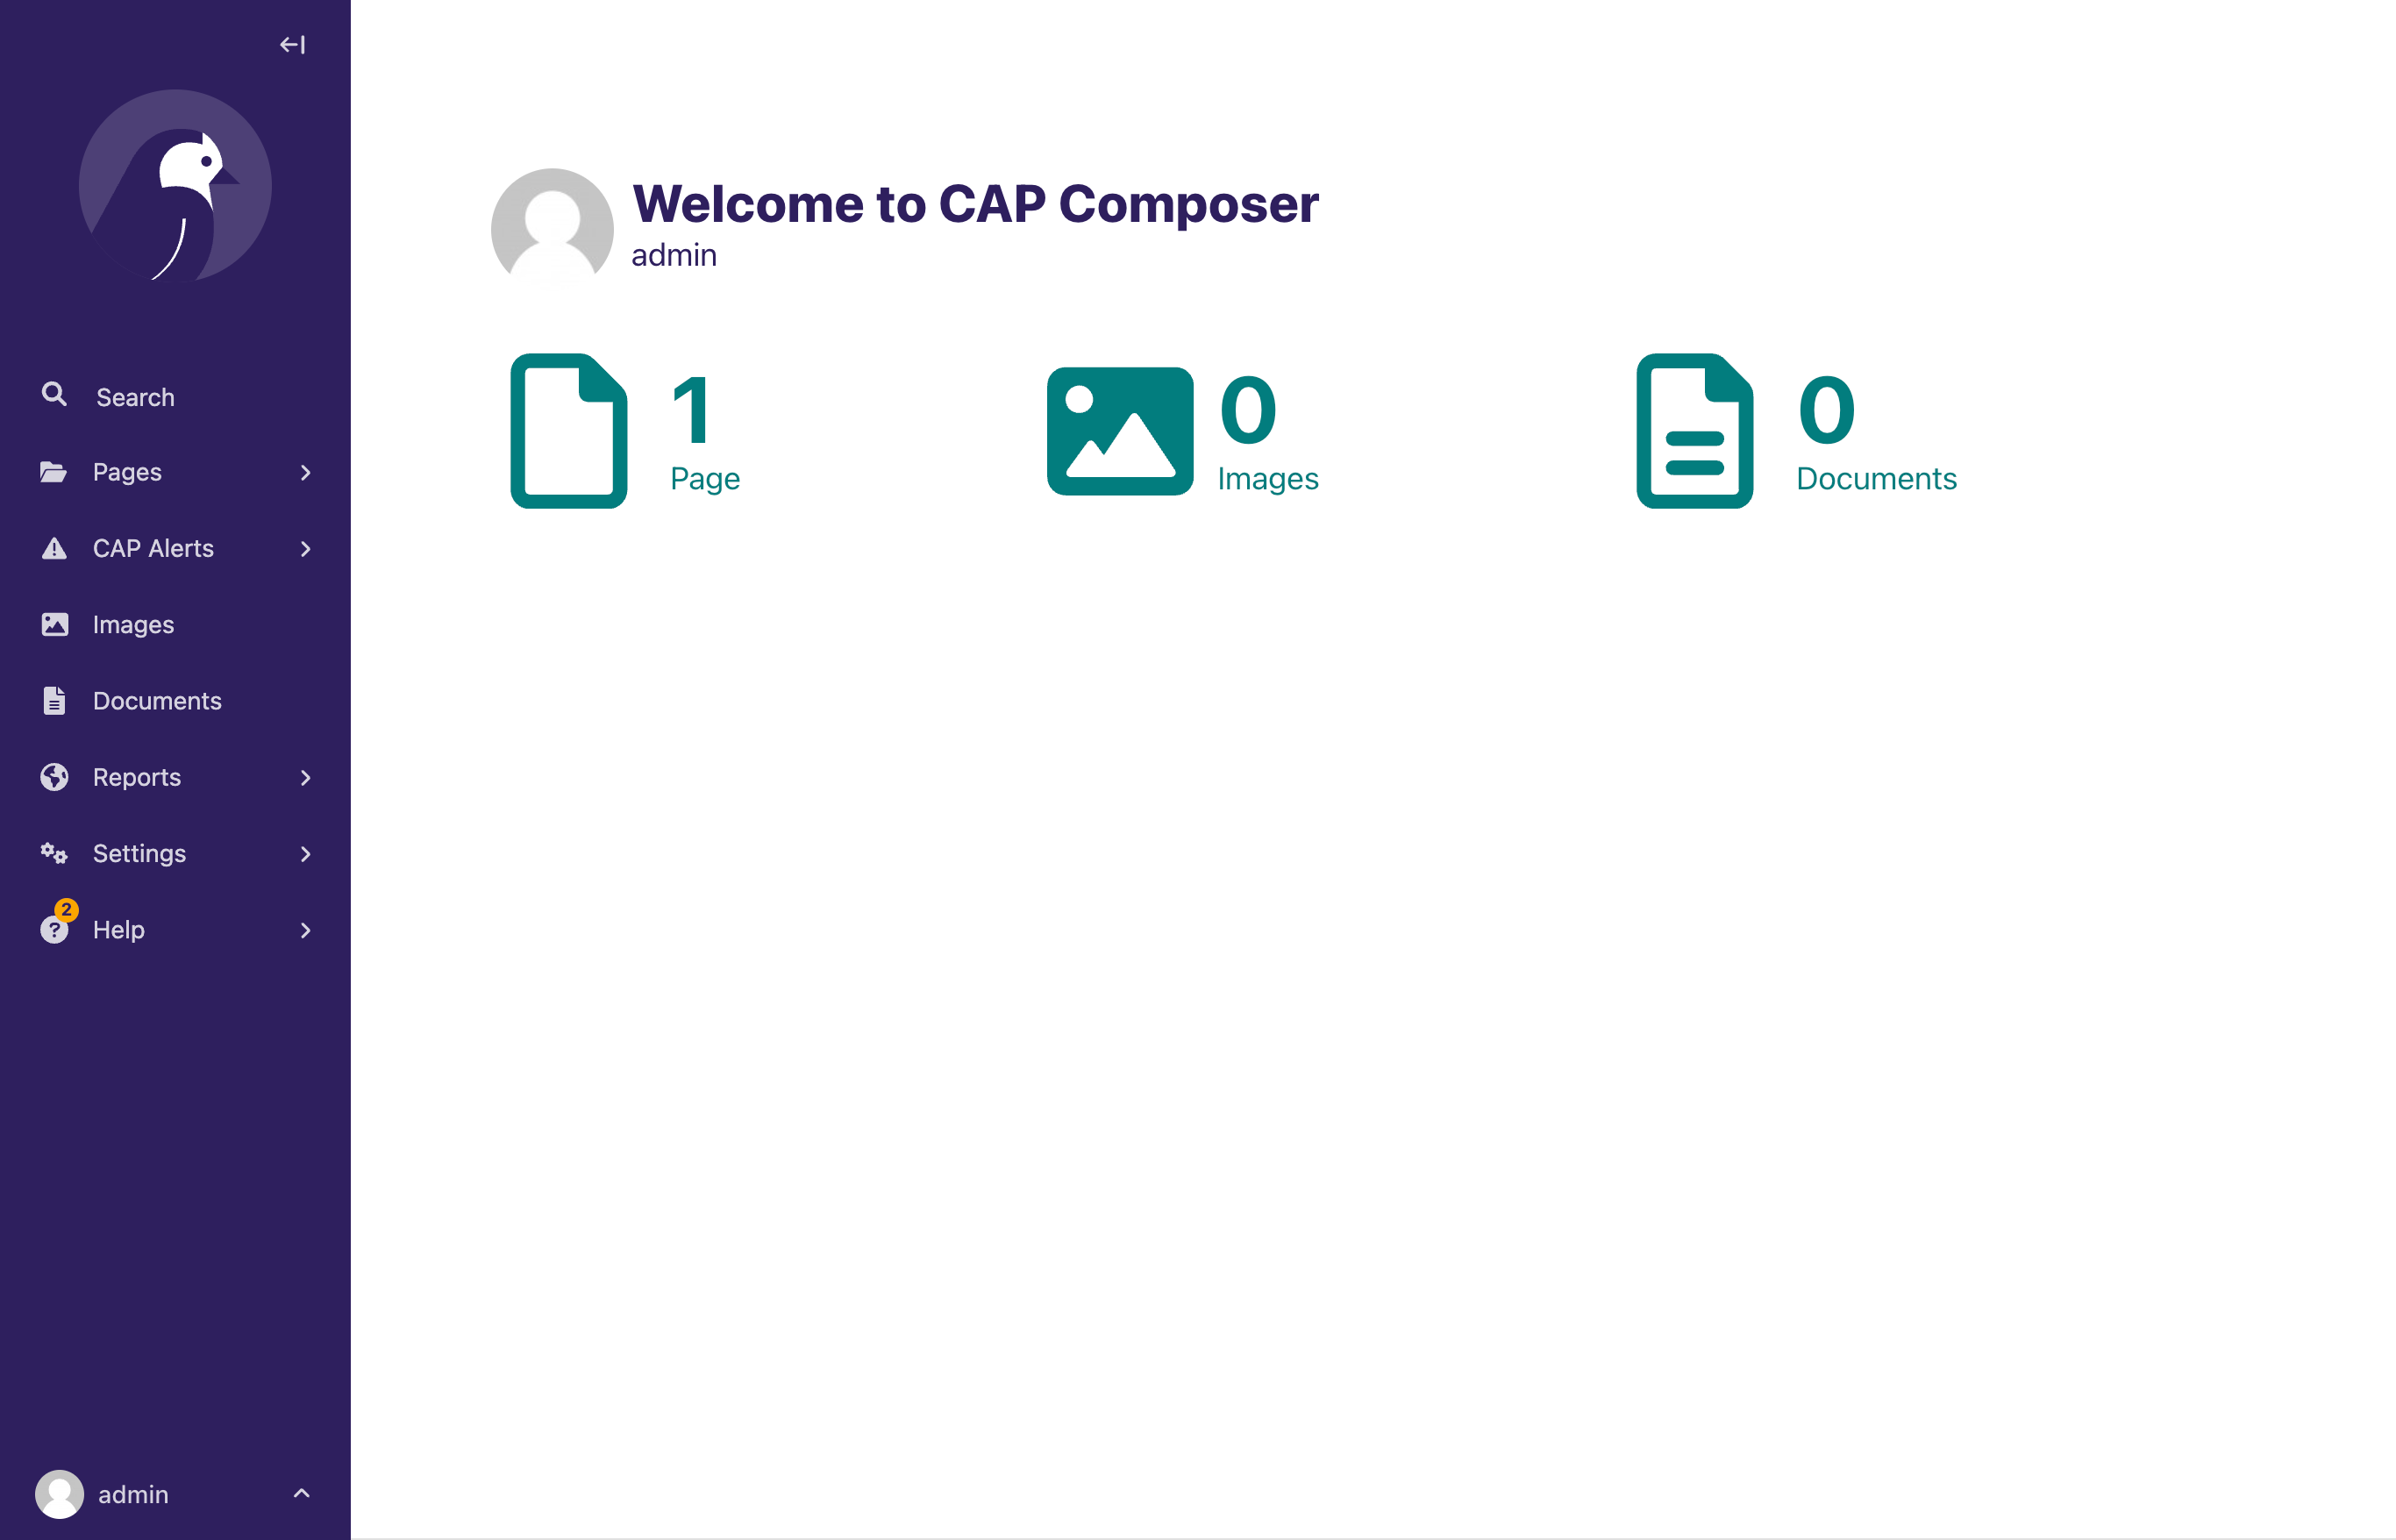 Search
Pages
CAP Alerts
Images
Documents
Reports
Settings
2
Help
admin
Welcome to CAP Composer
admin
1
Page
0
Images
0
Documents